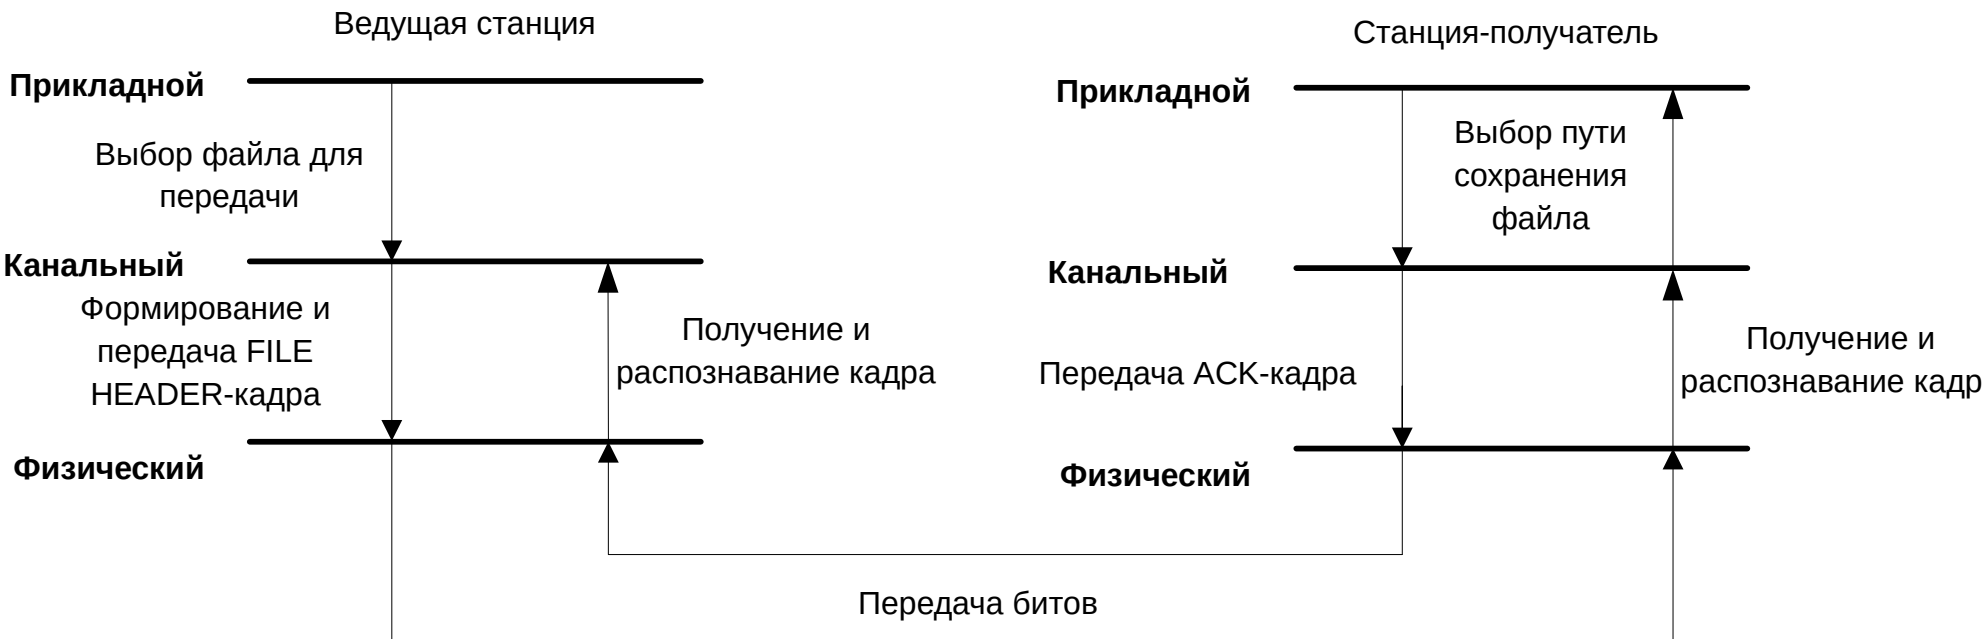 Ведущая станция
Прикладной
Выбор файла для
передачи
Канальный
Формирование и
передача FILE
HEADER-кадра
Получение и
распознавание кадра
Физический
Станция-получатель
Прикладной
Выбор пути
сохранения
файла
Канальный
Передача ACK-кадра
Получение и
распознавание кадр
Физический
Передача битов